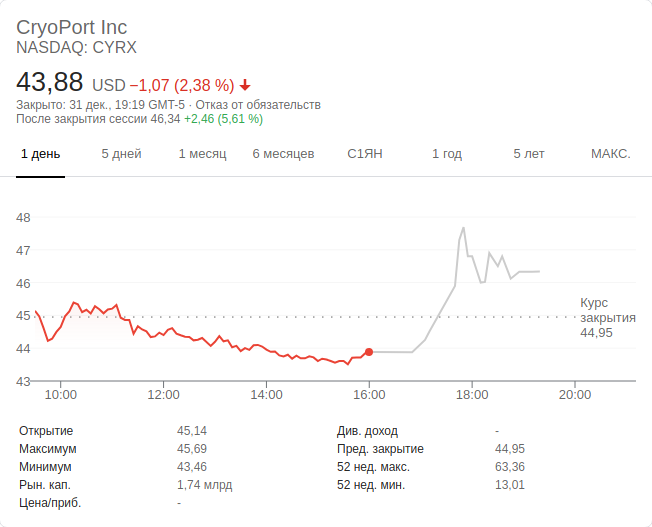 CryoPort Inc
NASDAQ: CYRX
43,88 USD −1,07 (2,38 %)
Закрыто: 31 дек., 19:19 GMT-5 · Отказ от обязательств
После закрытия сессии 46,34 +2,46 (5,61 %)
1 день 5 дней 1 месяц 6 месяцев С1ЯН 1 год 5 лет МАКС.
48
47
46
45
44
43
Курс
закрытия
44,95
10:00 12:00 14:00 16:00 18:00 20:00
Открытие 45,14 Див. доход -
Максимум 45,69 Пред. закрытие 44,95
Минимум 43,46 52 нед. макс. 63,36
Рын. кап. 1,74 млрд 52 нед. мин. 13,01
Цена/приб. -